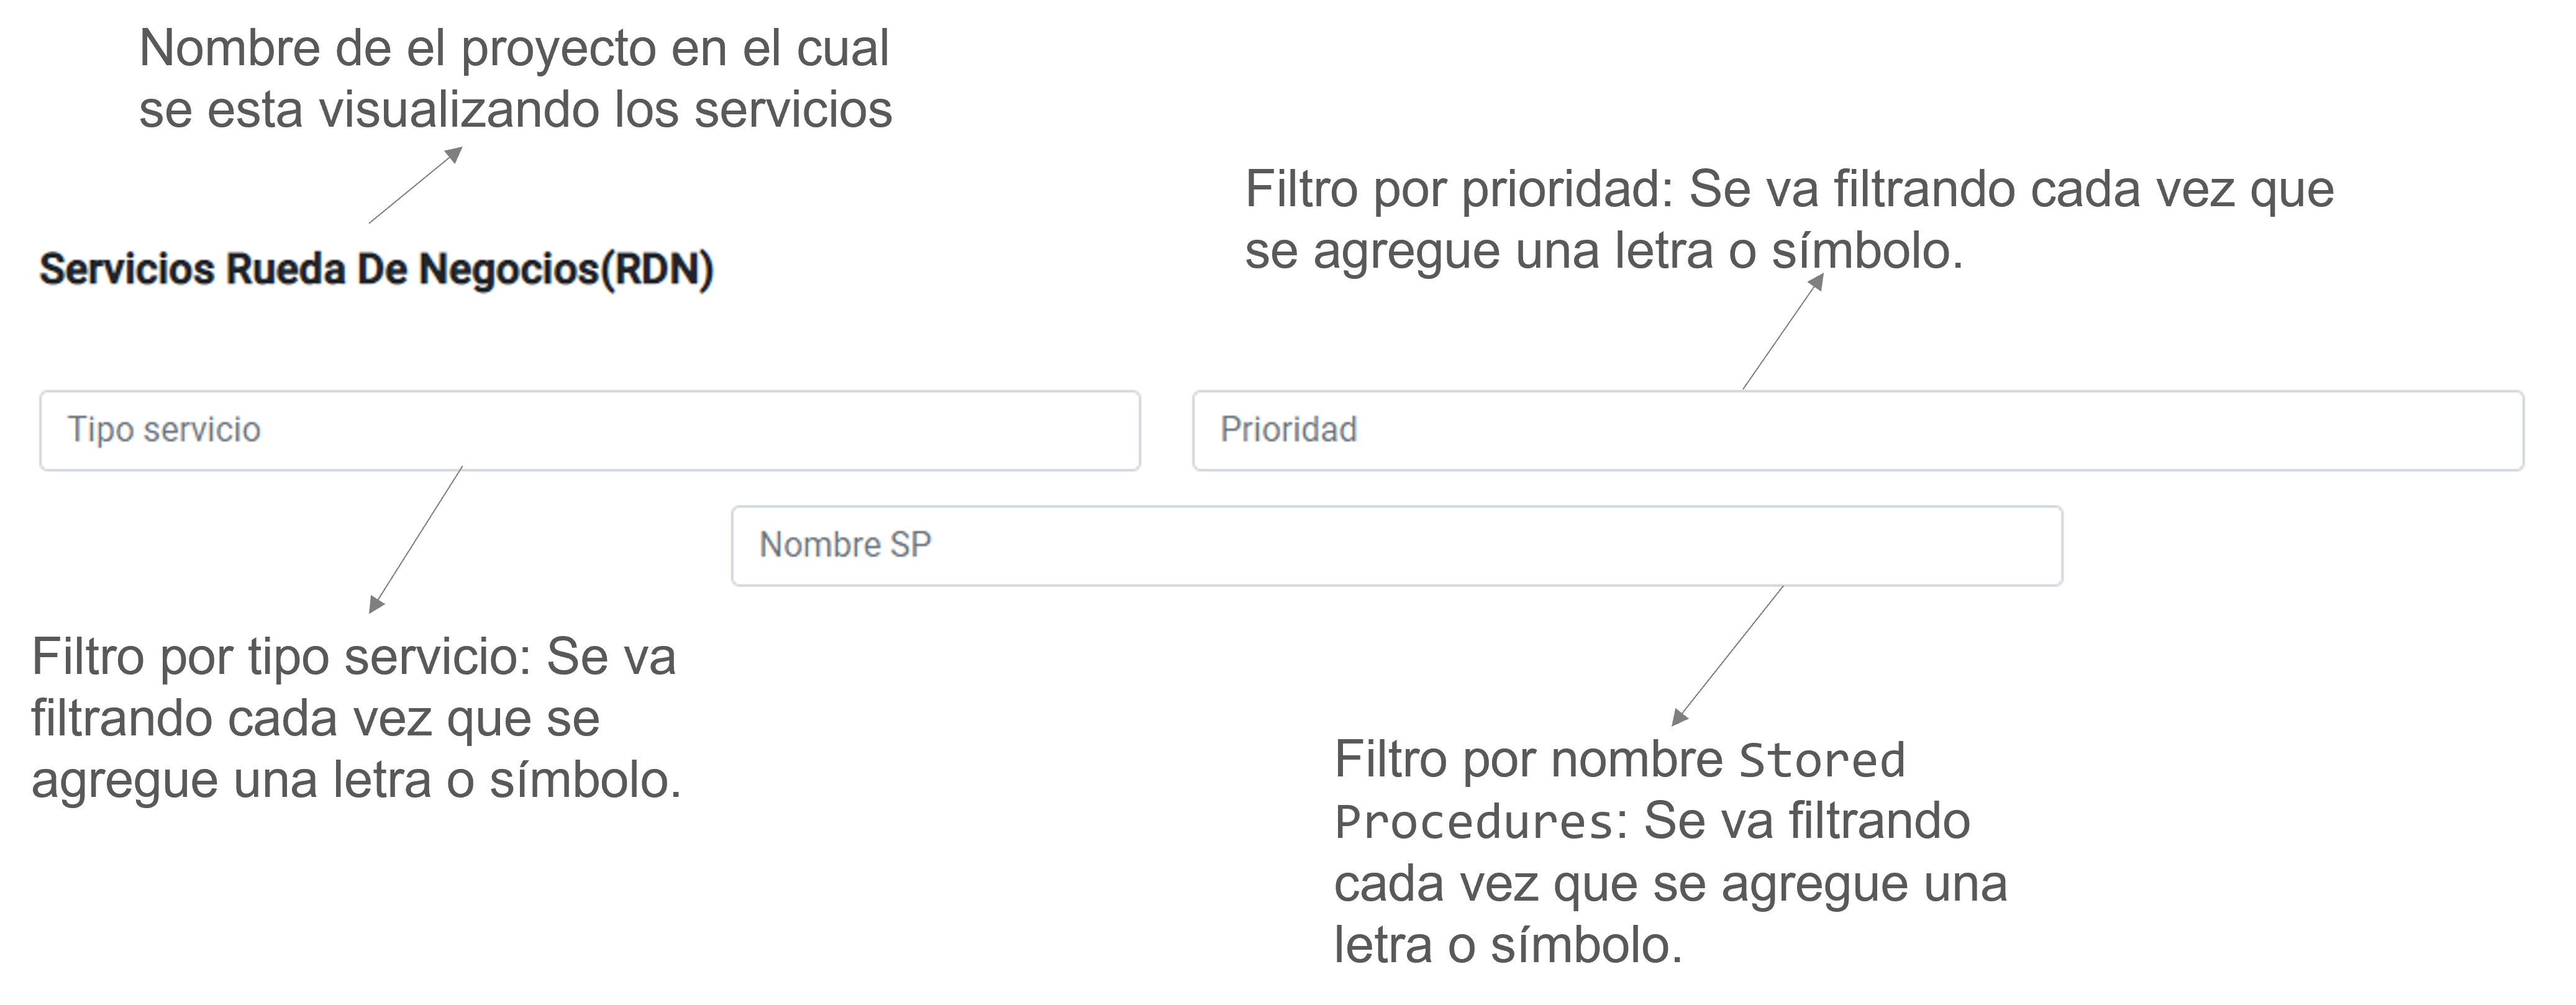 Nombre de el proyecto en el cual
se esta visualizando los servicios
Filtro por prioridad: Se va filtrando cada vez que
se agregue una letra o símbolo.
Servicios Rueda De Negocios(RDN)
Tipo servicio
Prioridad
Nombre SP
Filtro por tipo servicio: Se va
filtrando cada vez que se
agregue una letra o símbolo.
Filtro por nombre Stored
Procedures: Se va filtrando
cada vez que se agregue una
letra o símbolo.